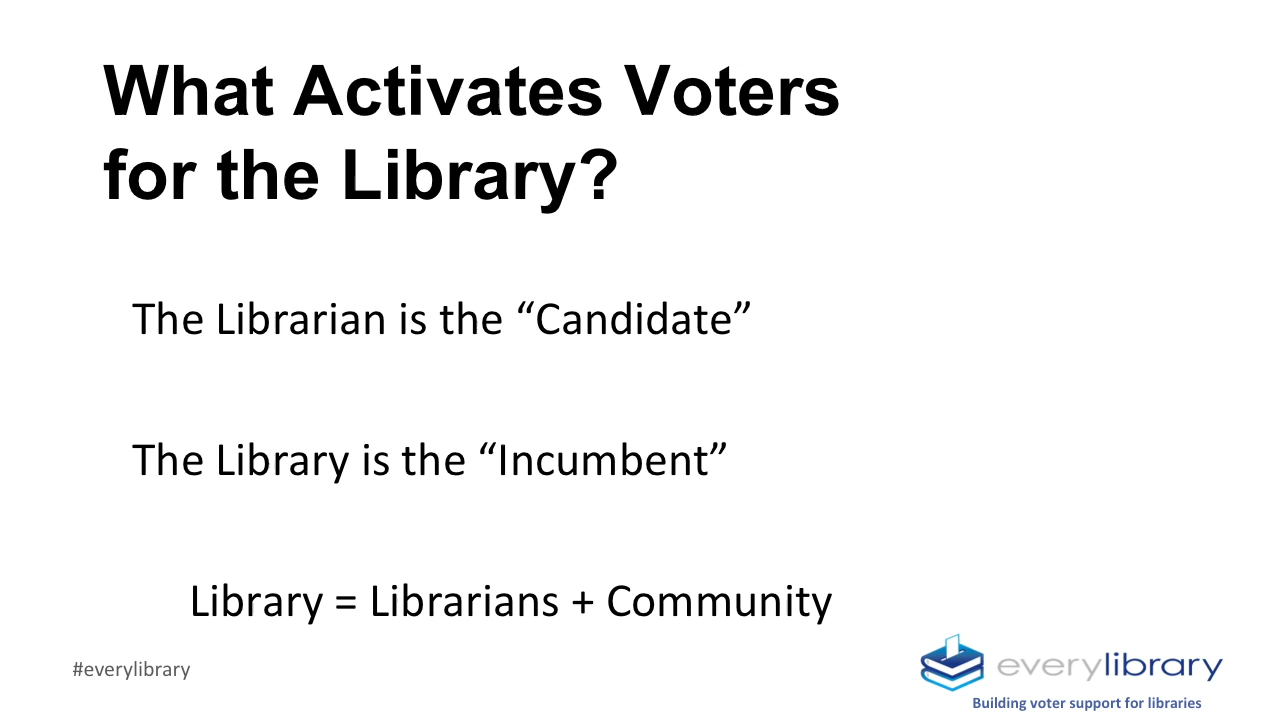 What Activates Voters
for the Library?
The Librarian is the “Candidate”
The Library is the “Incumbent”
Library = Librarians + Community
#everylibrary
everylibrary
Building voter support for libraries